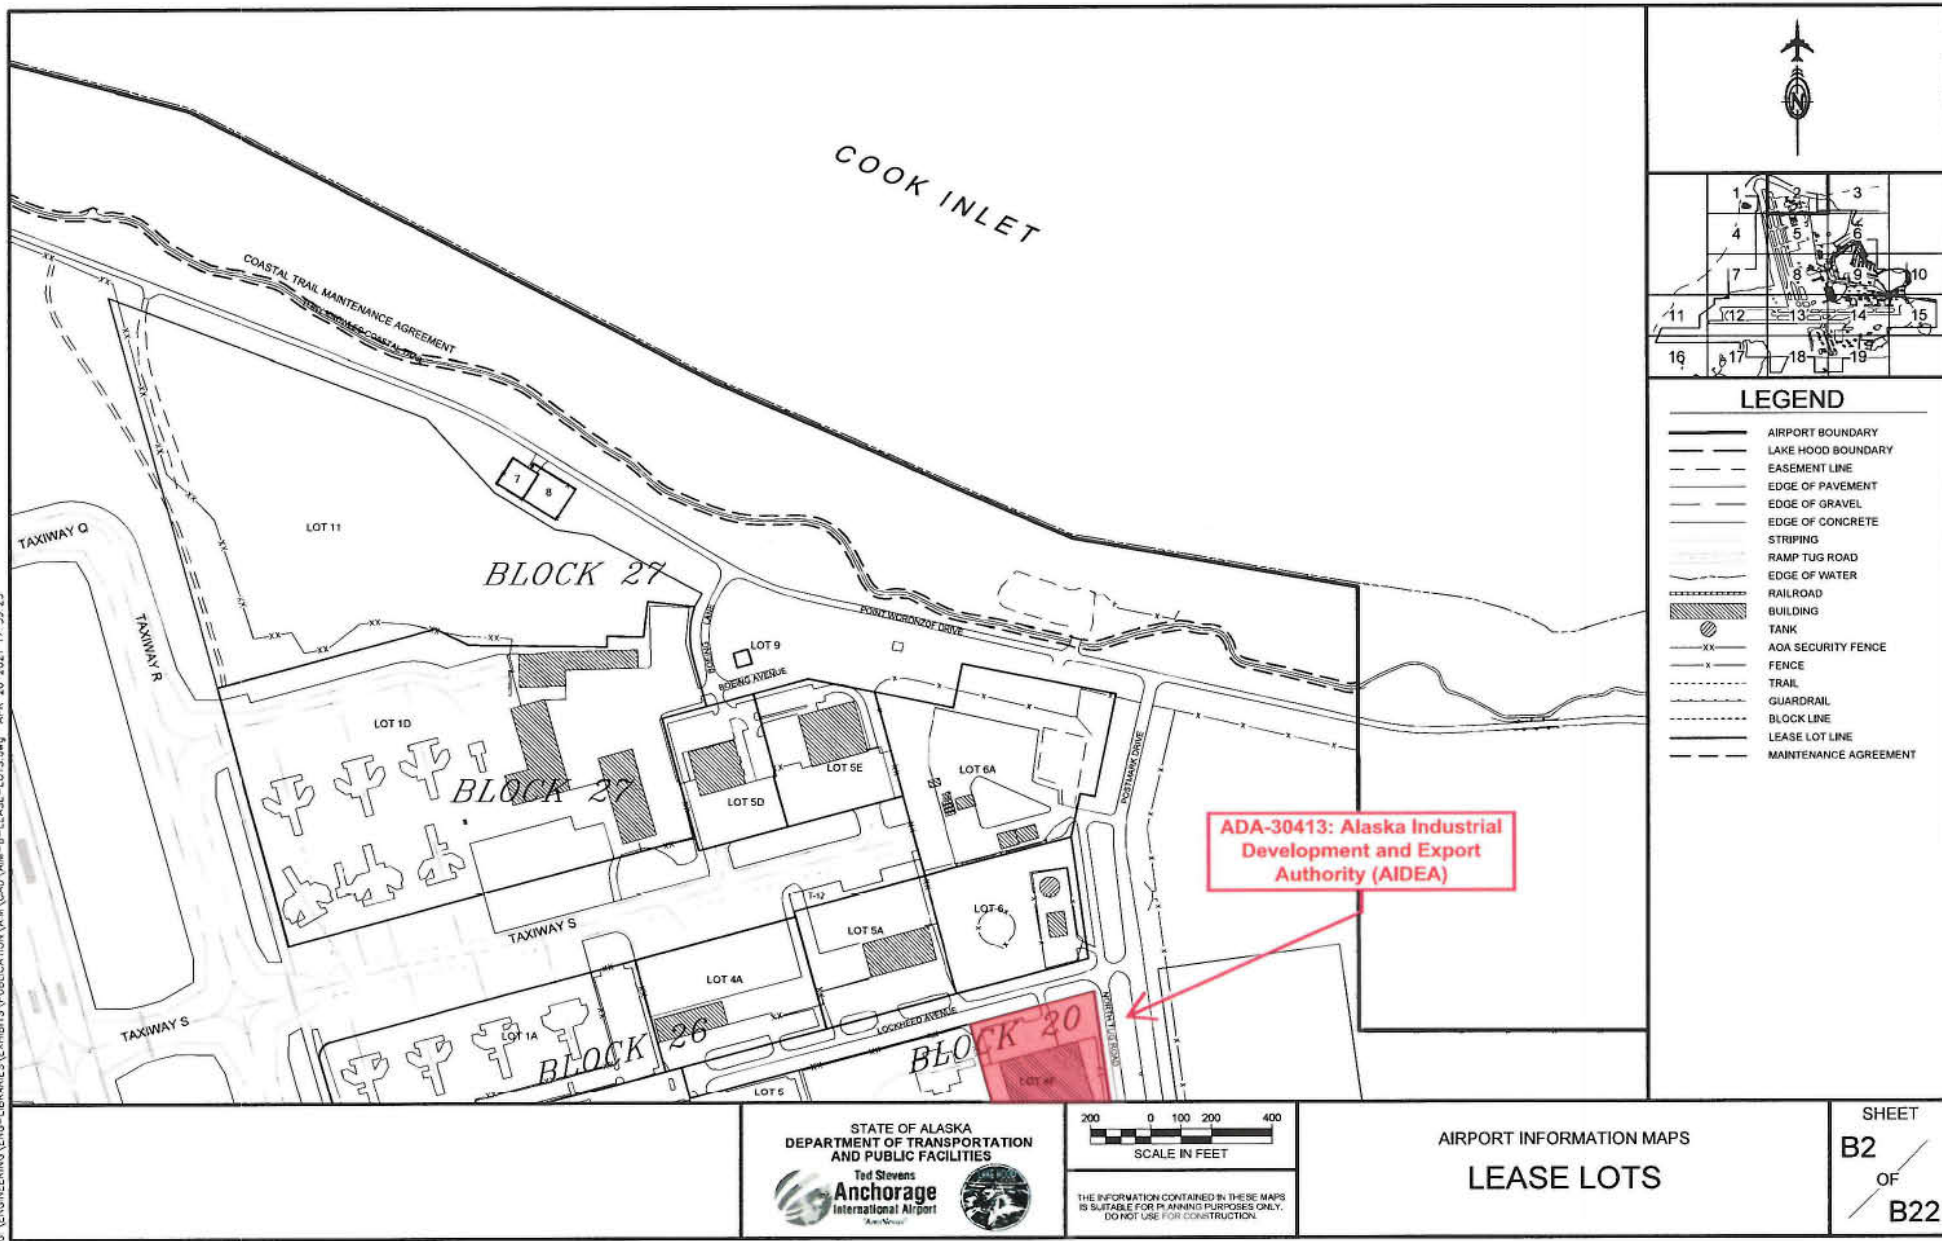 COOK INLET
COASTAL TRAIL MAINTENANCE AGREEMENT
LOT 11
7
8
BLOCK 27
TAXIWAY Q
TAXIWAY R
POINT WORONZOF DRIVE
BOEING LANE
LOT 9
BOEING AVENUE
LOT 1D
BLOCK 27
LOT 5D
LOT 5E
LOT 6A
POSTMARK DRIVE
ADA-30413: Alaska Industrial
Development and Export
Authority (AIDEA)
T-12
TAXIWAY S
LOT 5A
LOT 6
LOT 4A
TAXIWAY S
LOT 1A
BLOCK 26
LOCKHEED AVENUE
BLOCK 20
NORTH TUG ROAD
LOT 5
N
1
2
3
4
5
6
7
8
9
10
11
12
13
14
15
16
17
18
19
LEGEND
AIRPORT BOUNDARY
LAKE HOOD BOUNDARY
EASEMENT LINE
EDGE OF PAVEMENT
EDGE OF GRAVEL
EDGE OF CONCRETE
STRIPING
RAMP TUG ROAD
EDGE OF WATER
RAILROAD
BUILDING
TANK
AOA SECURITY FENCE
FENCE
TRAIL
GUARDRAIL
BLOCK LINE
LEASE LOT LINE
MAINTENANCE AGREEMENT
STATE OF ALASKA
DEPARTMENT OF TRANSPORTATION
AND PUBLIC FACILITIES
Ted Stevens
Anchorage
International Airport
200 0 100 200 400
SCALE IN FEET
THE INFORMATION CONTAINED IN THESE MAPS
IS SUITABLE FOR PLANNING PURPOSES ONLY.
DO NOT USE FOR CONSTRUCTION.
AIRPORT INFORMATION MAPS
LEASE LOTS
SHEET
B2
OF
B22